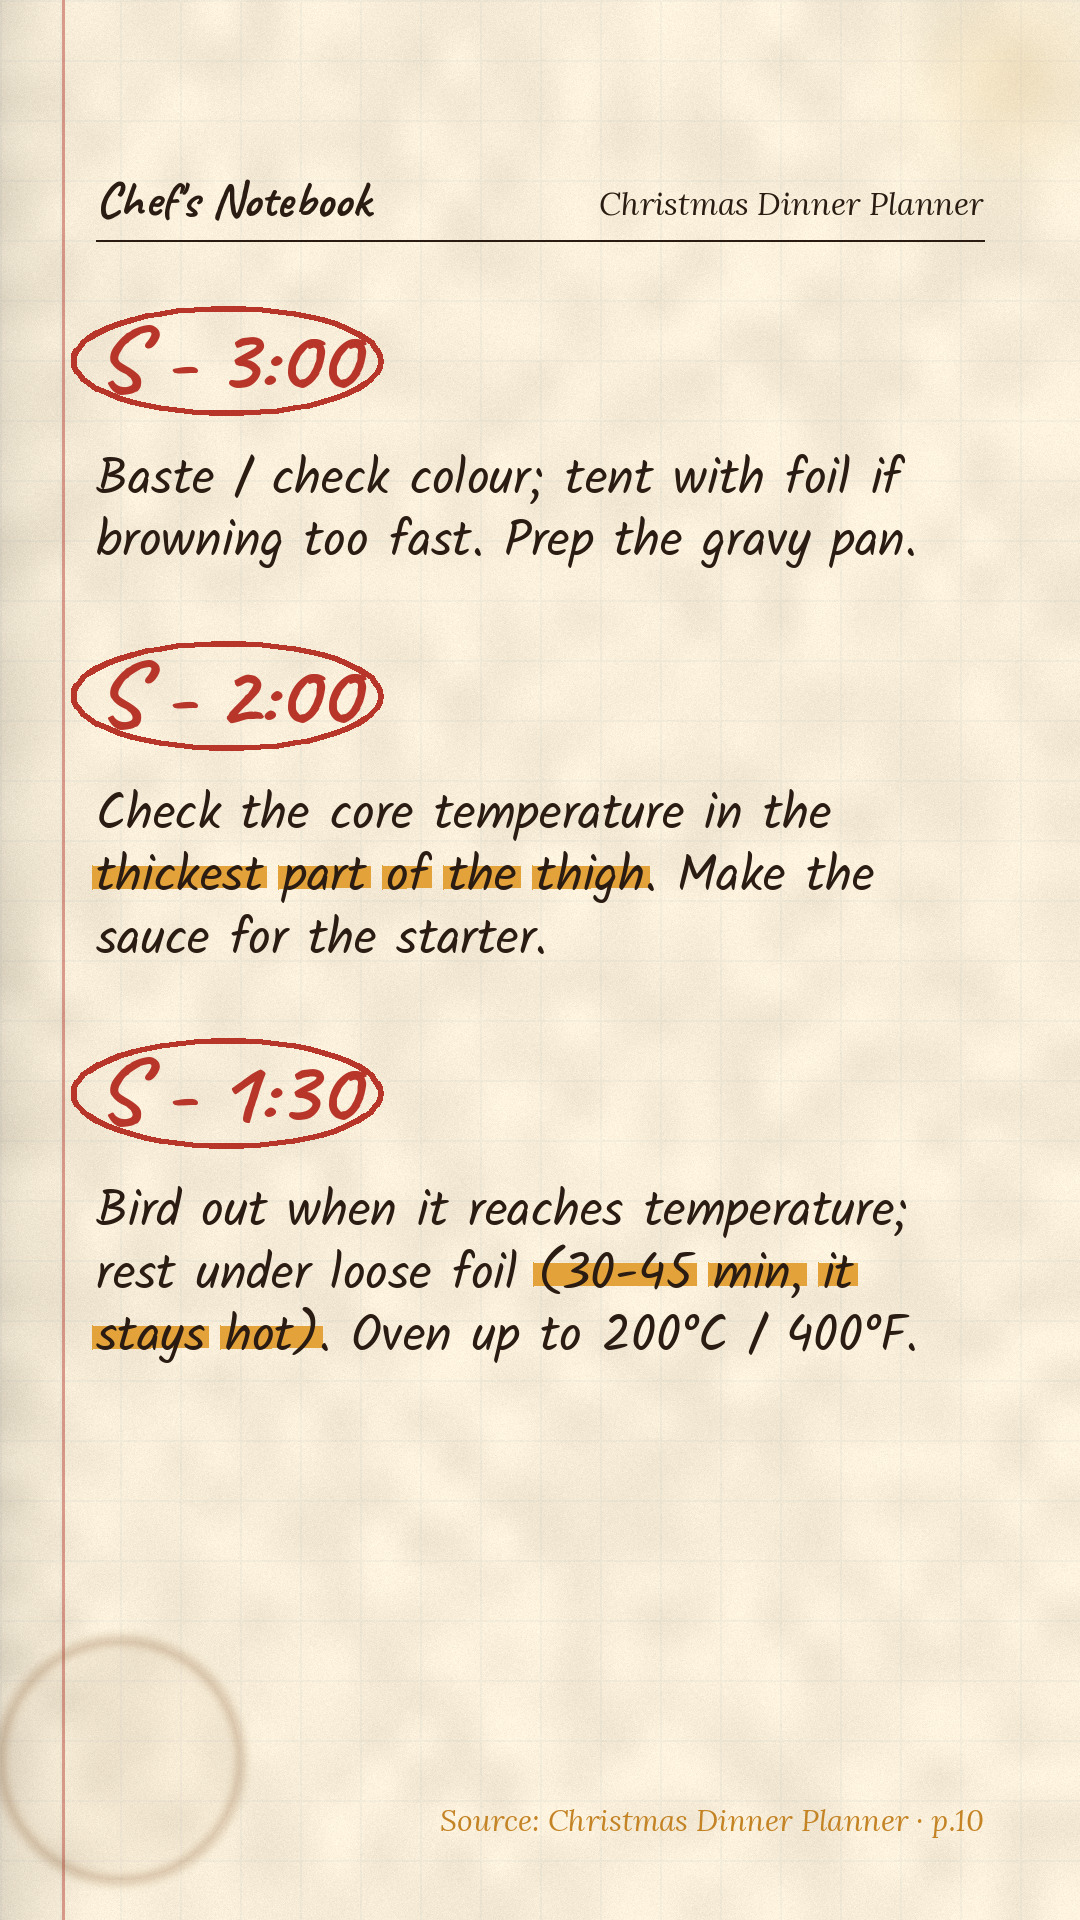 Chef's Notebook
Christmas Dinner Planner
S - 3:00
Baste / check colour; tent with foil if
browning too fast. Prep the gravy pan.
S - 2:00
Check the core temperature in the
thickest part of the thigh. Make the
sauce for the starter.
S - 1:30
Bird out when it reaches temperature;
rest under loose foil (30-45 min, it
stays hot). Oven up to 200°C / 400°F.
Source: Christmas Dinner Planner · p.10